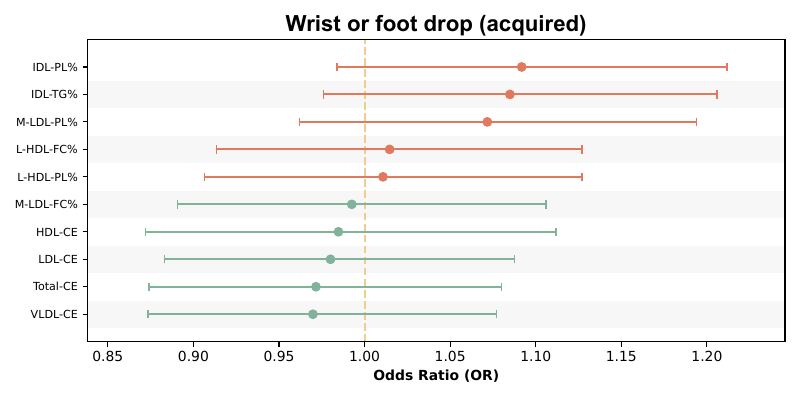 Wrist or foot drop (acquired)
IDL-PL%
IDL-TG%
M-LDL-PL%
L-HDL-FC%
L-HDL-PL%
M-LDL-FC%
HDL-CE
LDL-CE
Total-CE
VLDL-CE
0.85 0.90 0.95 1.00 1.05 1.10 1.15 1.20
Odds Ratio (OR)